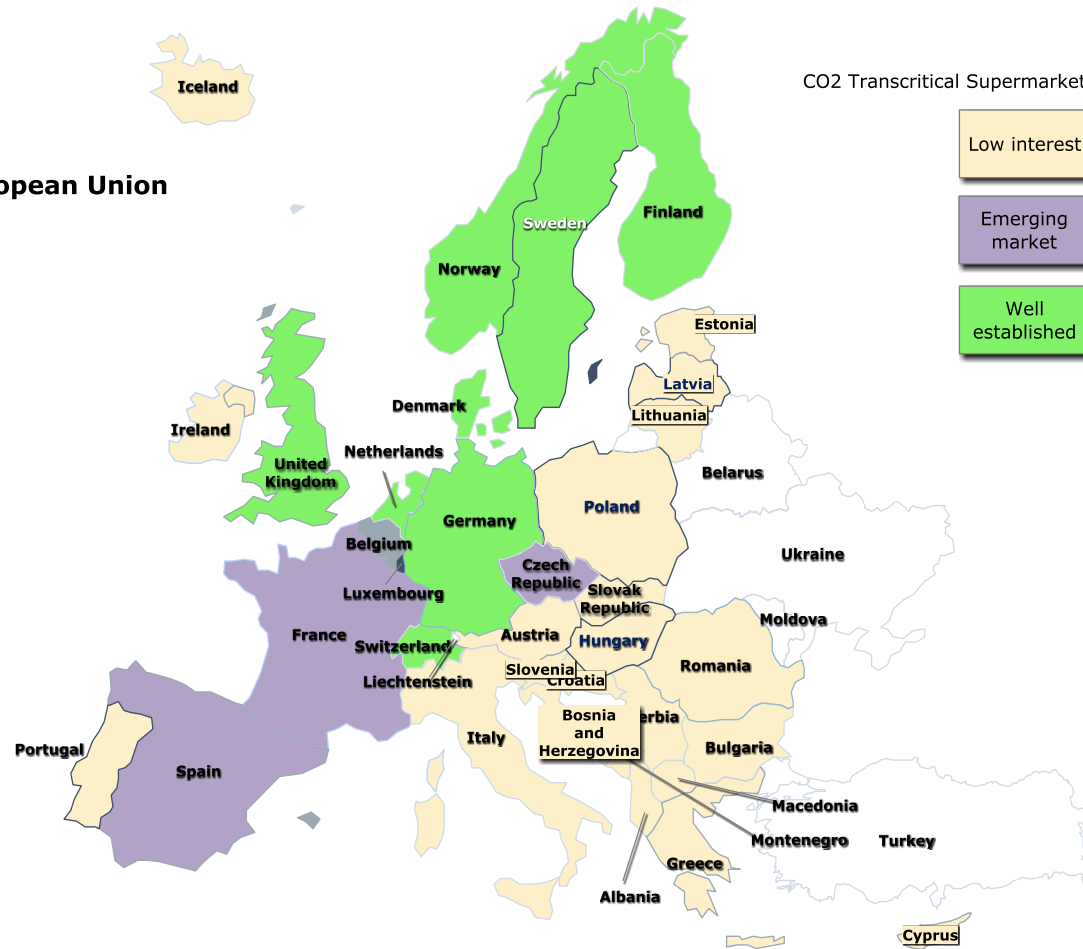 Iceland
CO2 Transcritical Supermarket
Low interest
opean Union
Emerging
market
Finland
Sweden
Norway
Well
established
Estonia
Latvia
Denmark
Lithuania
Ireland
Netherlands
United
Kingdom
Belarus
Poland
Germany
Belgium
Ukraine
Czech
Republic
Luxembourg
Slovak
Republic
Moldova
France
Austria
Hungary
Switzerland
Romania
Slovenia
Croatia
Liechtenstein
Bosnia
and
Herzegovina
erbia
Italy
Portugal
Bulgaria
Spain
Macedonia
Montenegro
Turkey
Greece
Albania
Cyprus